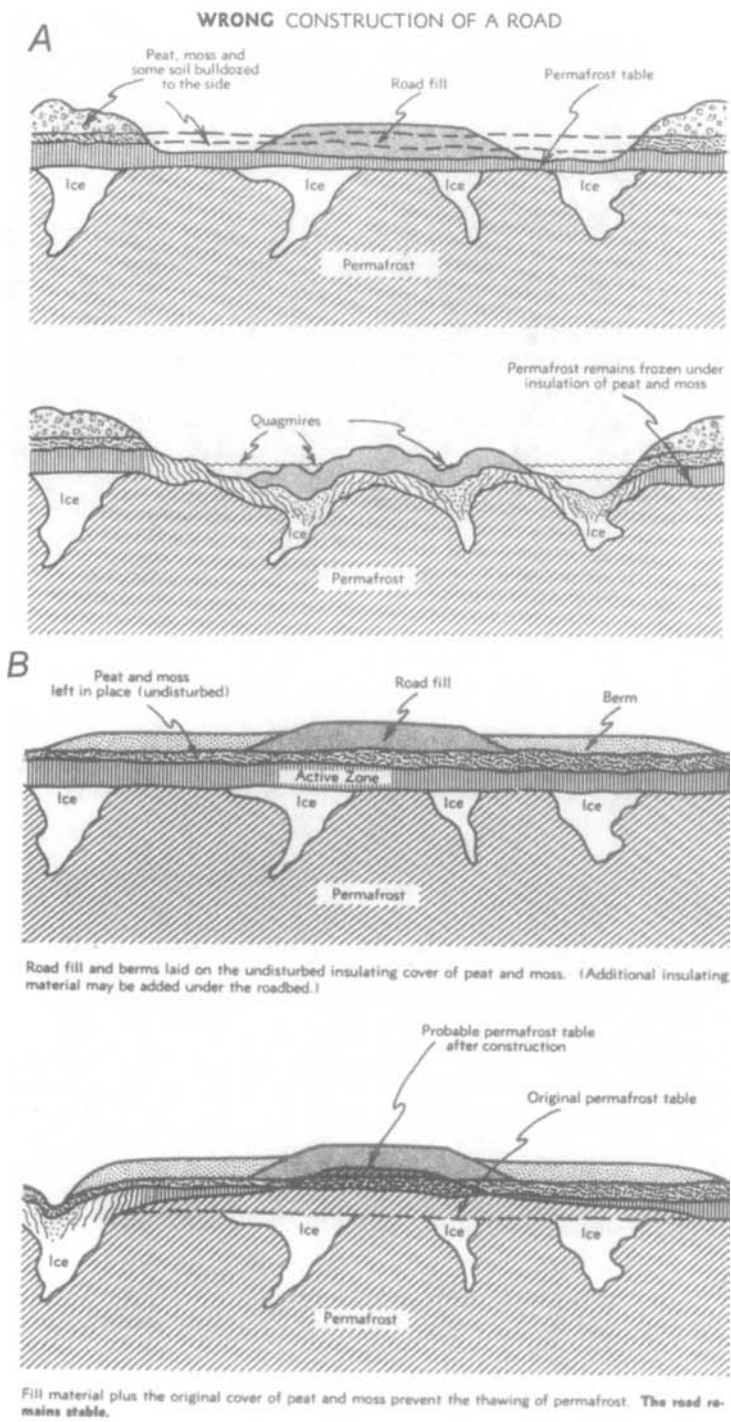 WRONG CONSTRUCTION OF A ROAD
A
Peat, moss and
some soil bulldozed
to the side
Road fill
Permafrost table
Ice
Ice
Ice
Ice
Permafrost
Permafrost remains frozen under
insulation of peat and moss
Quagmires
Ice
Ice
Ice
Permafrost
B
Peat and moss
left in place (undisturbed)
Road fill
Berm
Active Zone
Ice
Ice
Ice
Ice
Permafrost
Road fill and berms laid on the undisturbed insulating cover of peat and moss. (Additional insulating
material may be added under the roadbed.)
Probable permafrost table
after construction
Original permafrost table
Ice
Ice
Ice
Ice
Permafrost
Fill material plus the original cover of peat and moss prevent the thawing of permafrost. The road re-
mains stable.